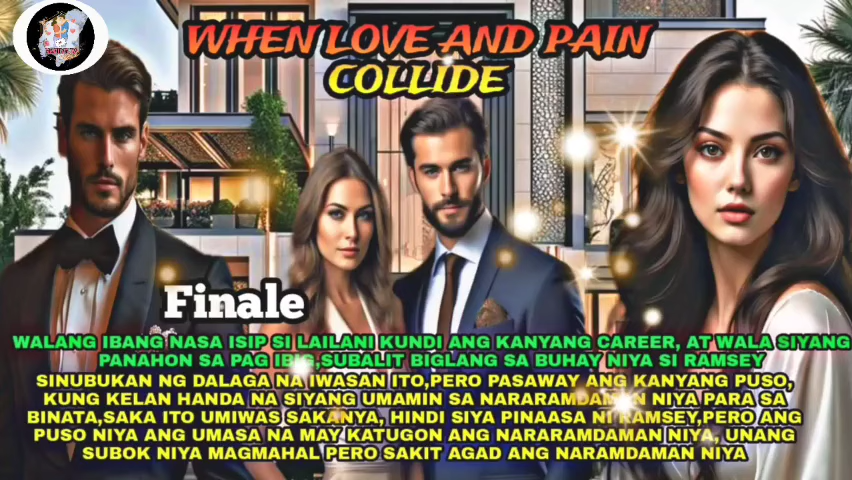 WHEN LOVE AND PAIN
COLLIDE
Finale
WALANG IBANG NASA ISIP SI LAILANI KUNDI ANG KANYANG CAREER, AT WALA SIYANG
PANAHON SA PAG IBIG,SUBALIT BIGLANG SA BUHAY NIYA SI RAMSEY
SINUBUKAN NG DALAGA NA IWASAN ITO,PERO PASAWAY ANG KANYANG PUSO,
KUNG KELAN HANDA NA SIYANG UMAMIN SA NARARAMDAMAN NIYA PARA SA
BINATA,SAKA ITO UMIWAS SAKANYA, HINDI SIYA PINAASA NI RAMSEY,PERO ANG
PUSO NIYA ANG UMASA NA MAY KATUGON ANG NARARAMDAMAN NIYA, UNANG
SUBOK NIYA MAGMAHAL PERO SAKIT AGAD ANG NARAMDAMAN NIYA